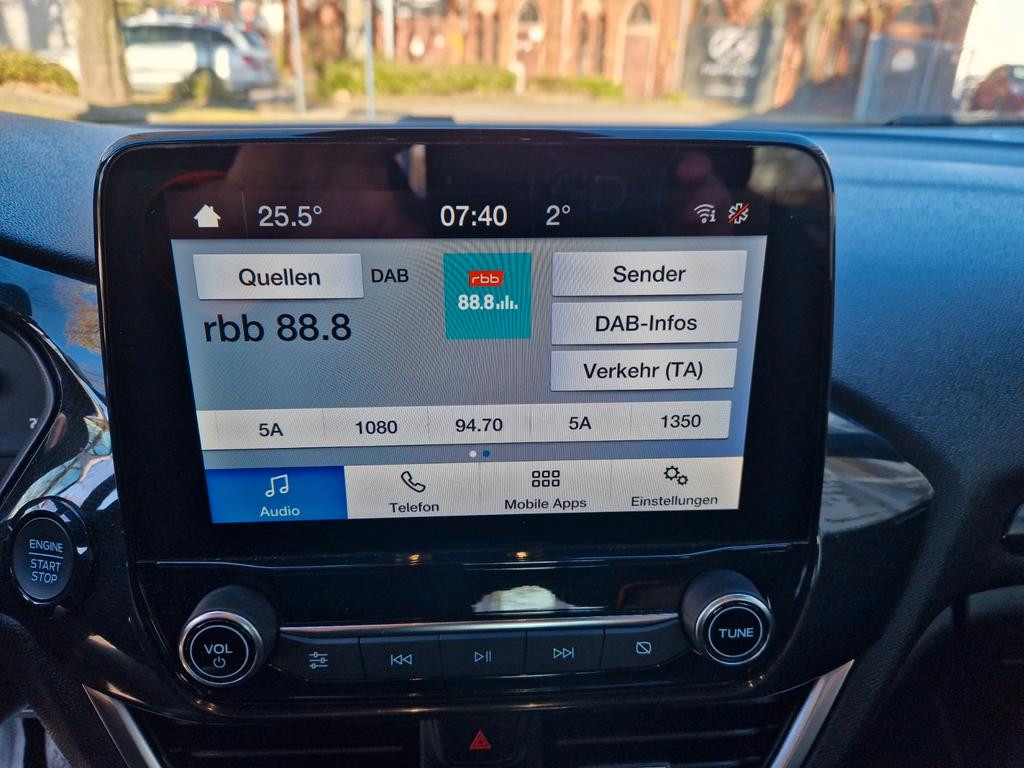 25.5° 07:40 2°
Quellen DAB
rbb
88.8
Sender
rbb 88.8
DAB-Infos
Verkehr (TA)
5A 1080 94.70 5A 1350
Audio Telefon Mobile Apps Einstellungen
ENGINE
START
STOP
VOL
TUNE